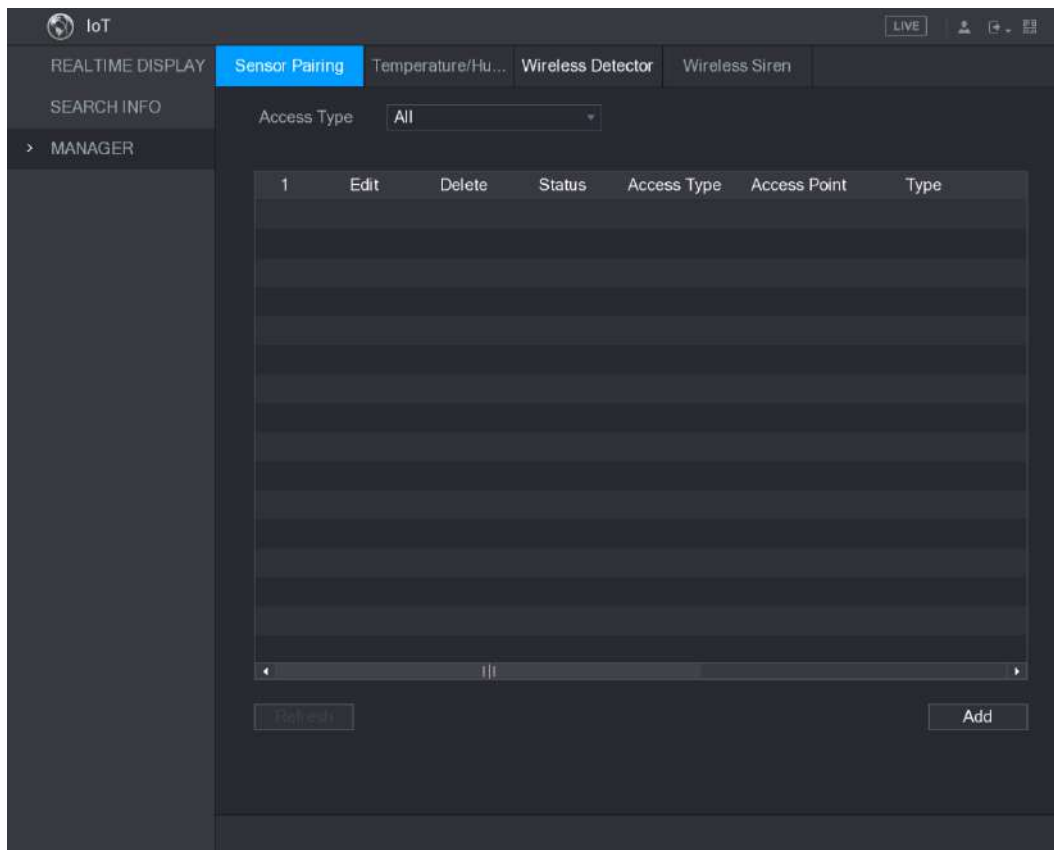 IoT LIVE
REALTIME DISPLAY
SEARCH INFO
> MANAGER
Sensor Pairing Temperature/Hu... Wireless Detector Wireless Siren
Access Type All
1 Edit Delete Status Access Type Access Point Type
Refresh Add